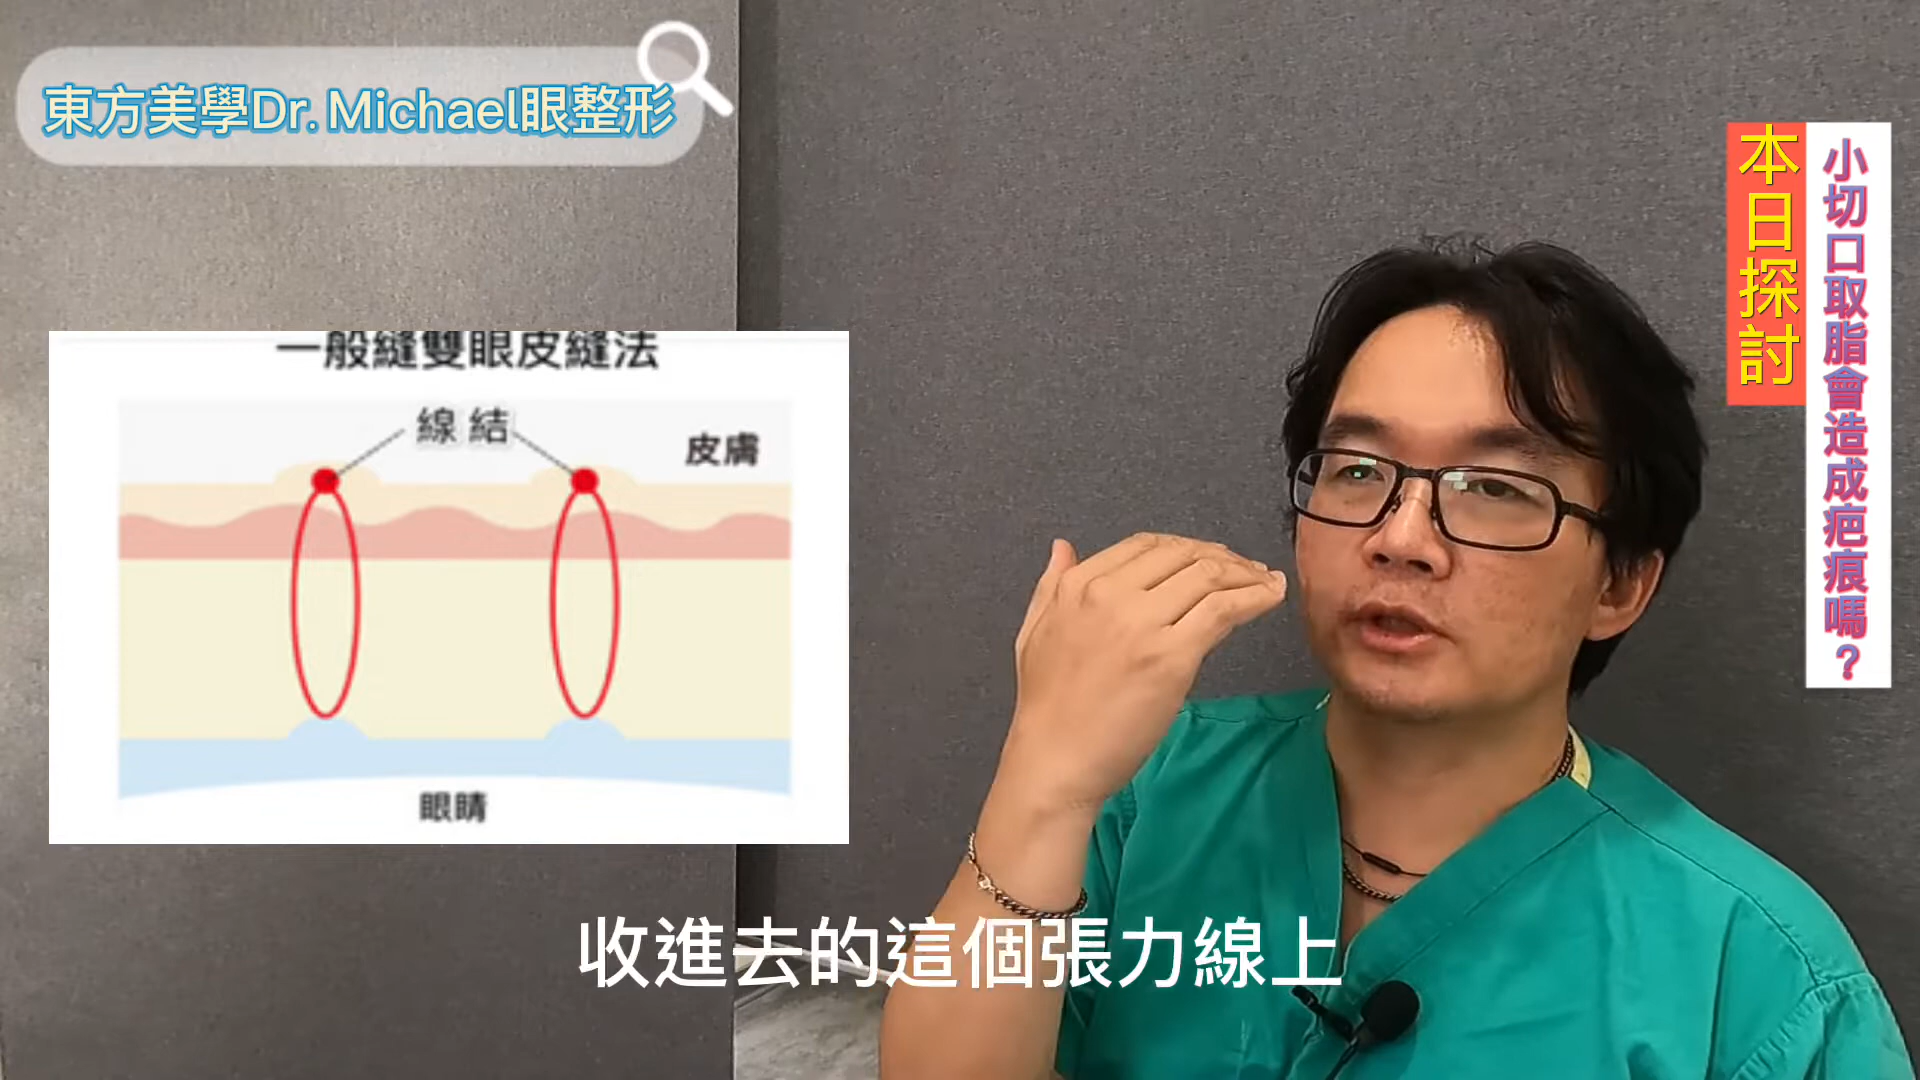 東方美學Dr. Michael眼整形
本日探討
小切口取脂會造成疤痕嗎？
一般縫雙眼皮縫法
線結
皮膚
眼睛
收進去的這個張力線上